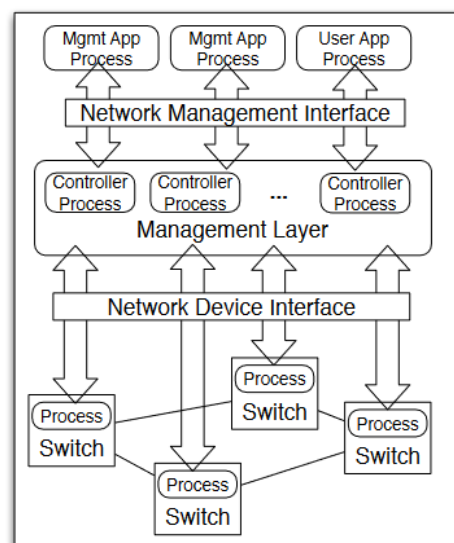 Mgmt App
Process
Mgmt App
Process
User App
Process
Network Management Interface
Controller
Process
Controller
Process
...
Controller
Process
Management Layer
Network Device Interface
Process
Switch
Process
Switch
Process
Switch
Process
Switch